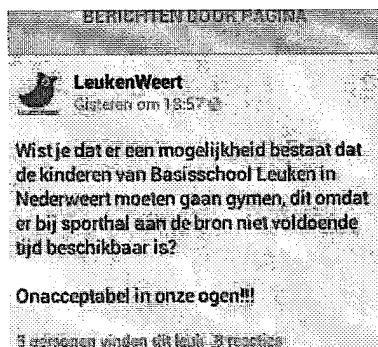 BERICHTEN DOOR PAGINA
LeukenWeert
Gisteren om 18:57
Wist je dat er een mogelijkheid bestaat dat
de kinderen van Basisschool Leuken in
Nederweert moeten gaan gymen, dit omdat
er bij sporthal aan de bron niet voldoende
tijd beschikbaar is?
Onacceptabel in onze ogen!!!
3 personen vinden dit leuk 8 reacties